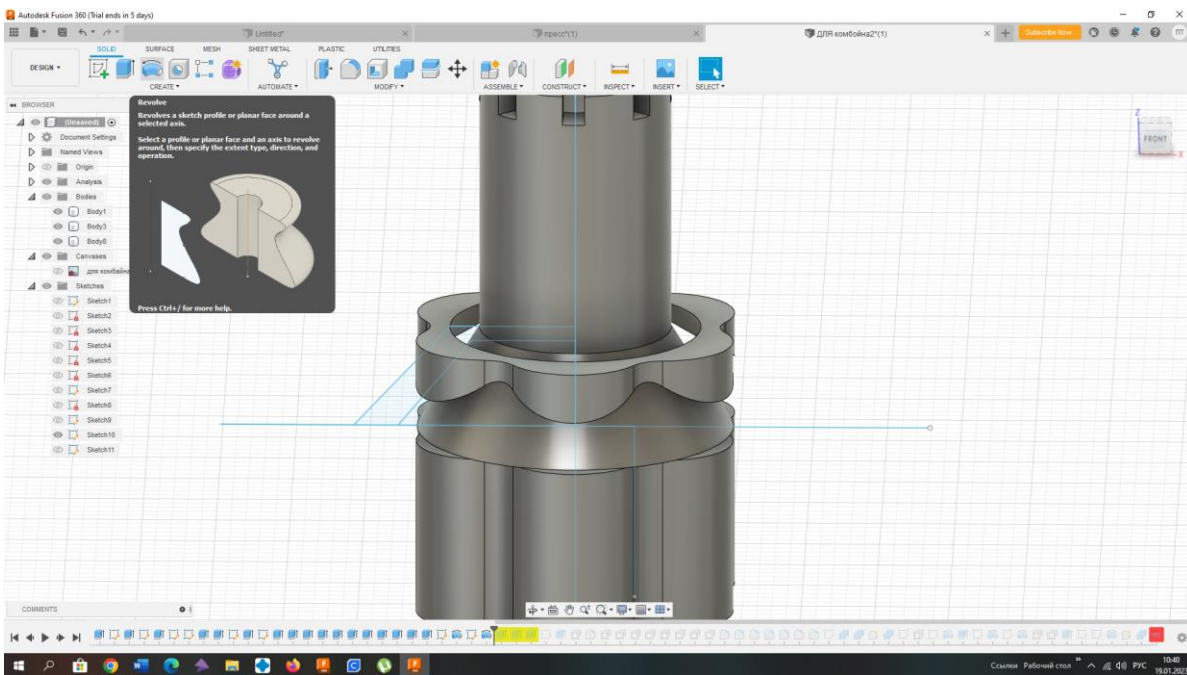 Autodesk Fusion 360 (Trial ends in 5 days)
Untitled*
пресс*(1)
ДЛЯ комбойна2*(1)
Subscribe Now
ПТ
SOLID SURFACE MESH SHEET METAL PLASTIC UTILITIES
DESIGN
CREATE AUTOMATE MODIFY ASSEMBLE CONSTRUCT INSPECT INSERT SELECT
BROWSER
(Unsaved)
Document Settings
Named Views
Origin
Analysis
Bodies
Body1
Body3
Body8
Canvases
для комбайна
Sketches
Sketch1
Sketch2
Sketch3
Sketch4
Sketch5
Sketch6
Sketch7
Sketch8
Sketch9
Sketch10
Sketch11
Revolve
Revolves a sketch profile or planar face around a
selected axis.
Select a profile or planar face and an axis to revolve
around, then specify the extent type, direction, and
operation.
Press Ctrl+/ for more help.
Z
FRONT
X
COMMENTS
Ссылки Рабочий стол
РУС
10:40
19.01.2023